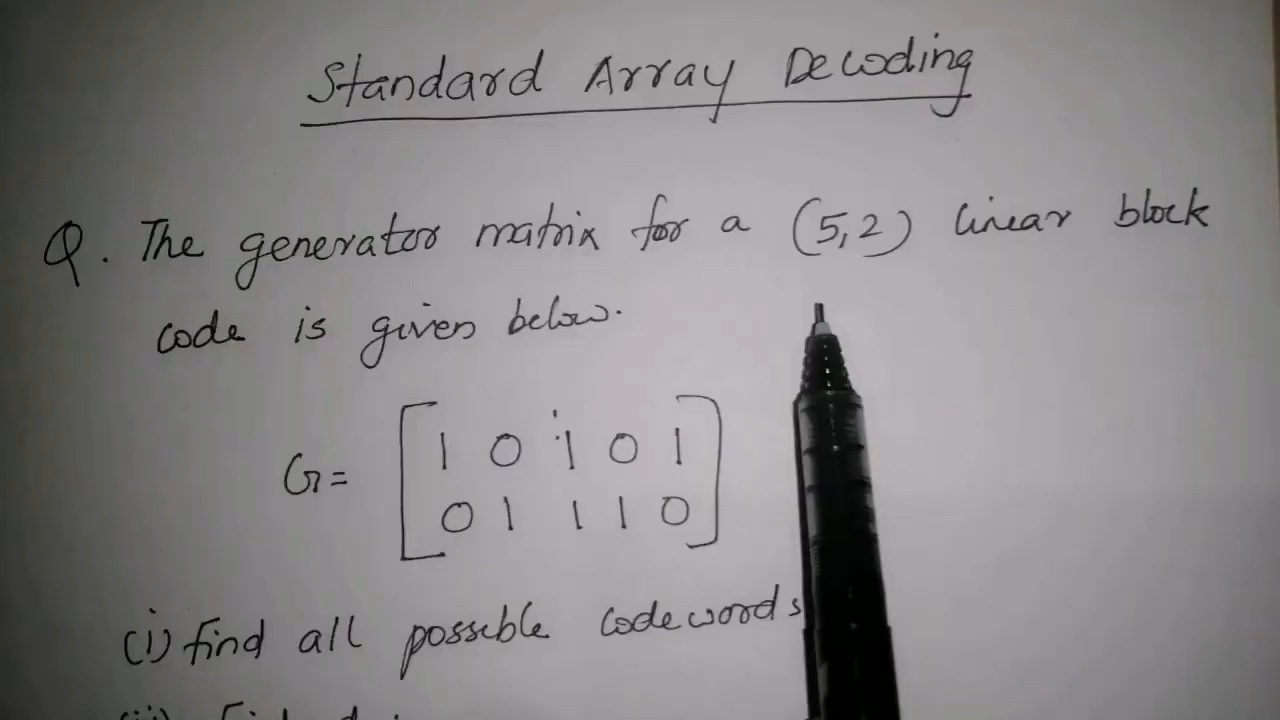 Standard Array Decoding
Q. The generator matrix for a (5,2) linear block
code is given below.
G= [1 0 1 0 1
0 1 1 1 0]
(i) find all possible codewords
(ii)